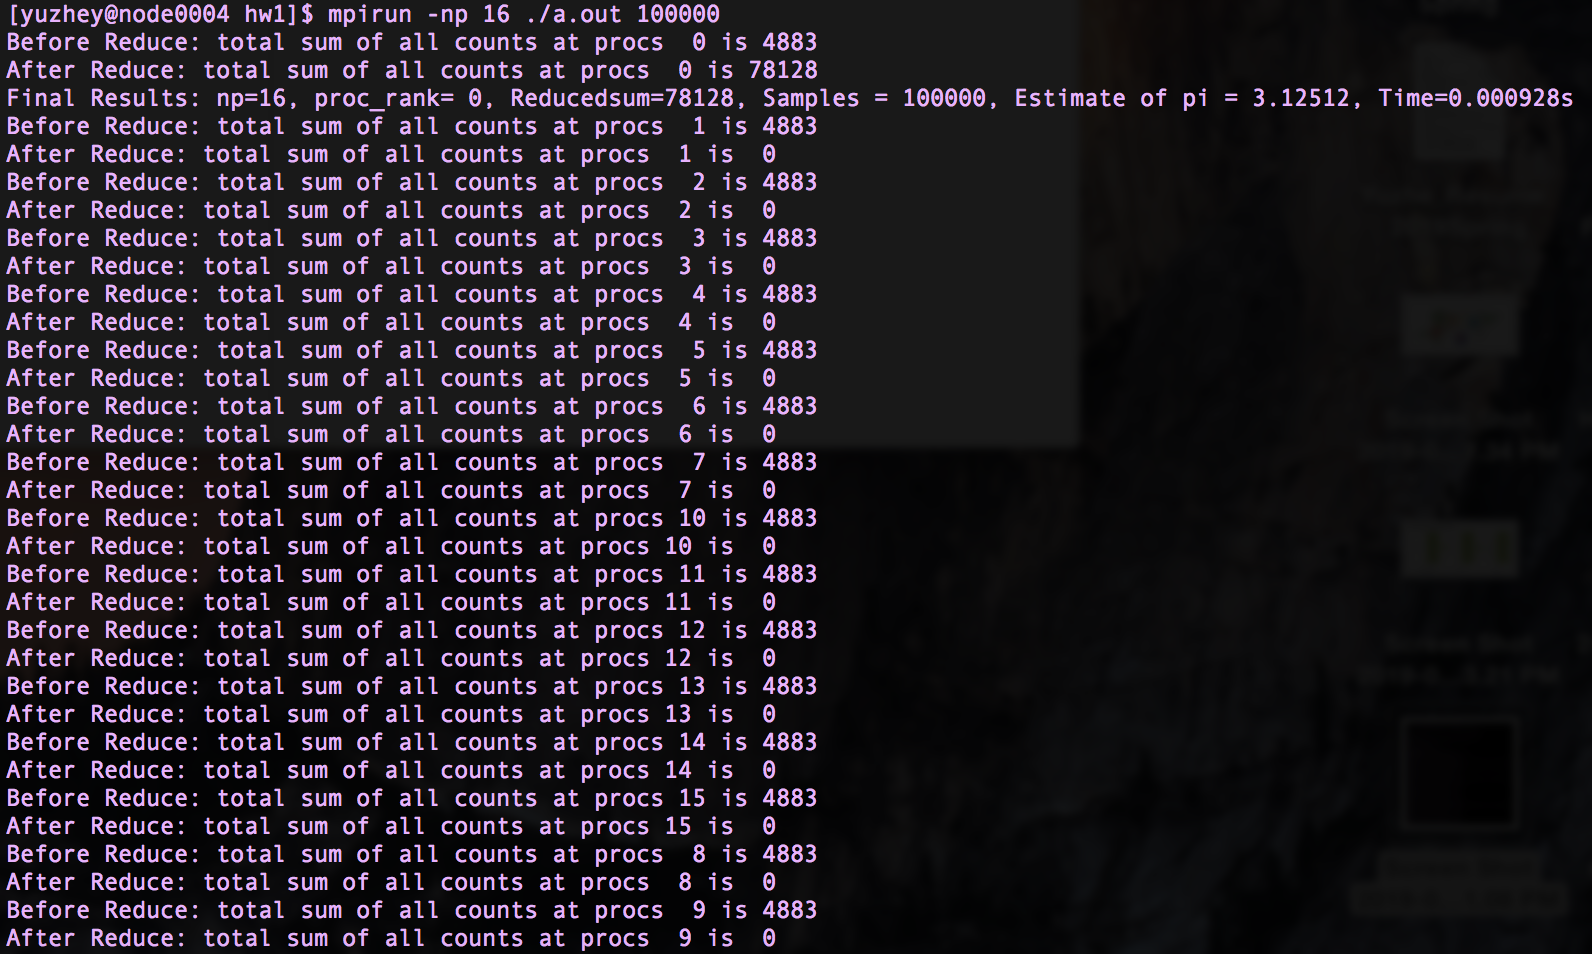 [yuzhey@node0004 hw1]$ mpirun -np 16 ./a.out 100000
Before Reduce: total sum of all counts at procs  0 is 4883
After Reduce: total sum of all counts at procs  0 is 78128
Final Results: np=16, proc_rank= 0, Reducedsum=78128, Samples = 100000, Estimate of pi = 3.12512, Time=0.000928s
Before Reduce: total sum of all counts at procs  1 is 4883
After Reduce: total sum of all counts at procs  1 is  0
Before Reduce: total sum of all counts at procs  2 is 4883
After Reduce: total sum of all counts at procs  2 is  0
Before Reduce: total sum of all counts at procs  3 is 4883
After Reduce: total sum of all counts at procs  3 is  0
Before Reduce: total sum of all counts at procs  4 is 4883
After Reduce: total sum of all counts at procs  4 is  0
Before Reduce: total sum of all counts at procs  5 is 4883
After Reduce: total sum of all counts at procs  5 is  0
Before Reduce: total sum of all counts at procs  6 is 4883
After Reduce: total sum of all counts at procs  6 is  0
Before Reduce: total sum of all counts at procs  7 is 4883
After Reduce: total sum of all counts at procs  7 is  0
Before Reduce: total sum of all counts at procs 10 is 4883
After Reduce: total sum of all counts at procs 10 is  0
Before Reduce: total sum of all counts at procs 11 is 4883
After Reduce: total sum of all counts at procs 11 is  0
Before Reduce: total sum of all counts at procs 12 is 4883
After Reduce: total sum of all counts at procs 12 is  0
Before Reduce: total sum of all counts at procs 13 is 4883
After Reduce: total sum of all counts at procs 13 is  0
Before Reduce: total sum of all counts at procs 14 is 4883
After Reduce: total sum of all counts at procs 14 is  0
Before Reduce: total sum of all counts at procs 15 is 4883
After Reduce: total sum of all counts at procs 15 is  0
Before Reduce: total sum of all counts at procs  8 is 4883
After Reduce: total sum of all counts at procs  8 is  0
Before Reduce: total sum of all counts at procs  9 is 4883
After Reduce: total sum of all counts at procs  9 is  0